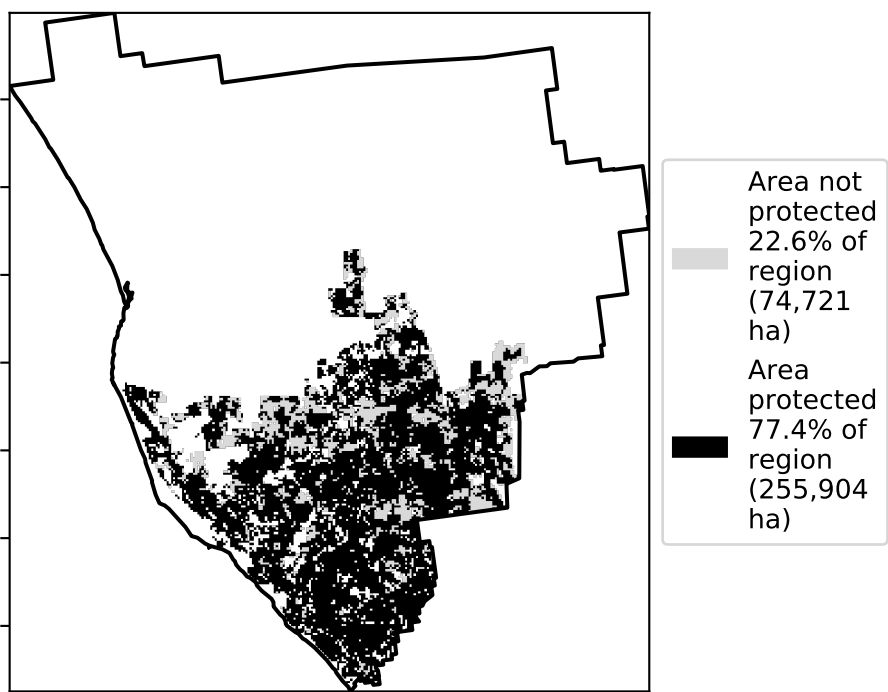 Area not
protected
22.6% of
region
(74,721
ha)
Area
protected
77.4% of
region
(255,904
ha)